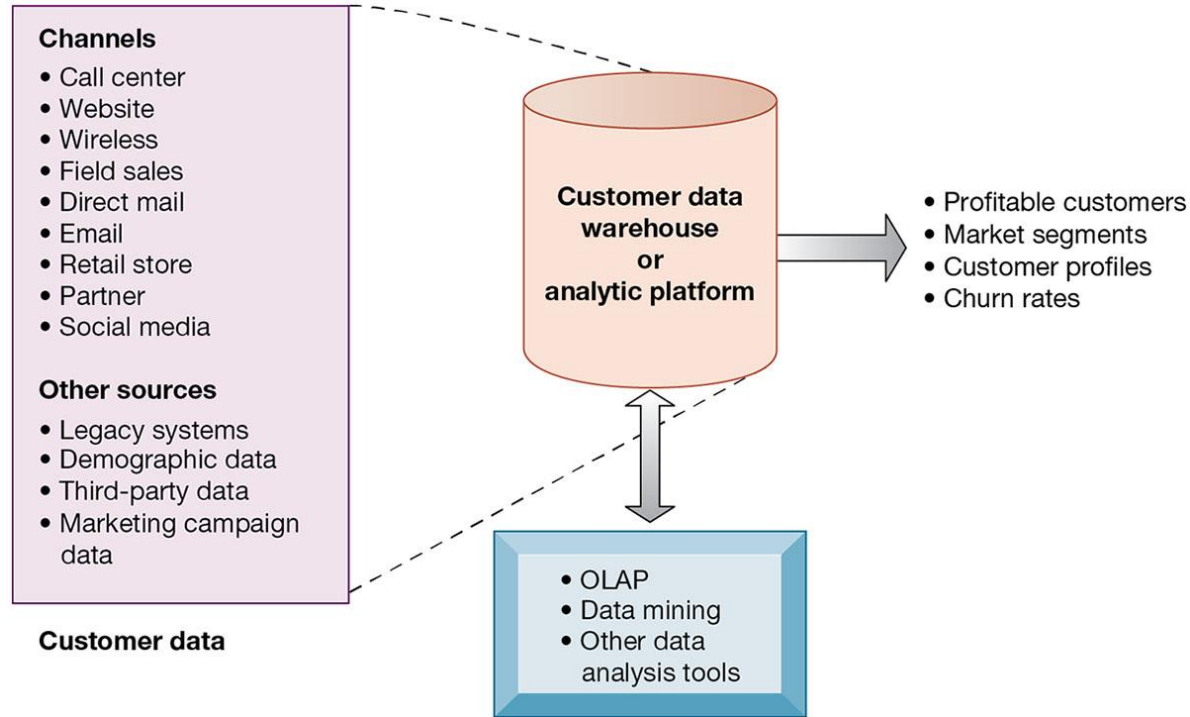 Channels
• Call center
• Website
• Wireless
• Field sales
• Direct mail
• Email
• Retail store
• Partner
• Social media
Other sources
• Legacy systems
• Demographic data
• Third-party data
• Marketing campaign
data
Customer data
Customer data
warehouse
or
analytic platform
• Profitable customers
• Market segments
• Customer profiles
• Churn rates
• OLAP
• Data mining
• Other data
analysis tools